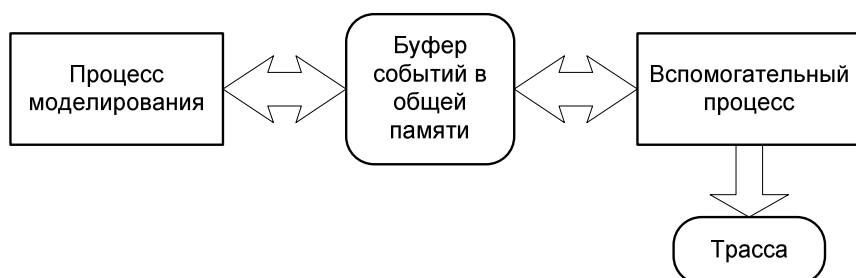 Процесс
моделирования
Буфер
событий в
общей
памяти
Вспомогательный
процесс
Трасса